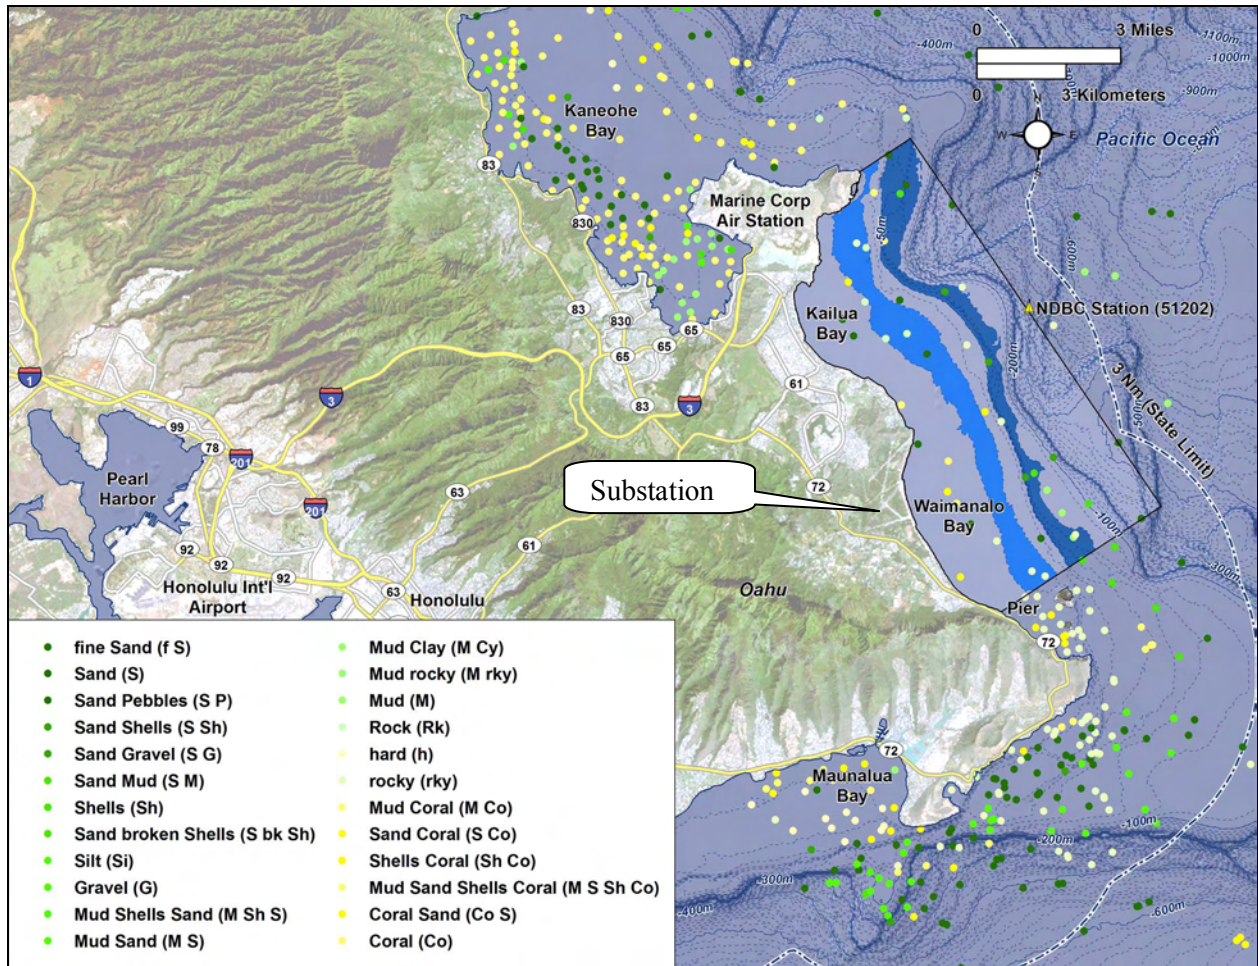 0 3 Miles
0 3 Kilometers
N
W E
S
-400m
-1100m
-1000m
-900m
Pacific Ocean
Kaneohe
Bay
83
830
Marine Corp
Air Station
-50m
600m
NDBC Station (51202)
Kailua
Bay
-200m
3 Nm (State Limit)
500m
83
830
65
65
65
61
83
3
3
1
99
78
201
201
Pearl
Harbor
63
61
72
Substation
Waimanalo
Bay
-100m
-300m
92
92
92
63
Honolulu Int'l
Airport
Honolulu
Oahu
Pier
72
72
Maunalua
Bay
-100m
-200m
-300m
-400m
-600m
fine Sand (f S)
Sand (S)
Sand Pebbles (S P)
Sand Shells (S Sh)
Sand Gravel (S G)
Sand Mud (S M)
Shells (Sh)
Sand broken Shells (S bk Sh)
Silt (Si)
Gravel (G)
Mud Shells Sand (M Sh S)
Mud Sand (M S)
Mud Clay (M Cy)
Mud rocky (M rky)
Mud (M)
Rock (Rk)
hard (h)
rocky (rky)
Mud Coral (M Co)
Sand Coral (S Co)
Shells Coral (Sh Co)
Mud Sand Shells Coral (M S Sh Co)
Coral Sand (Co S)
Coral (Co)